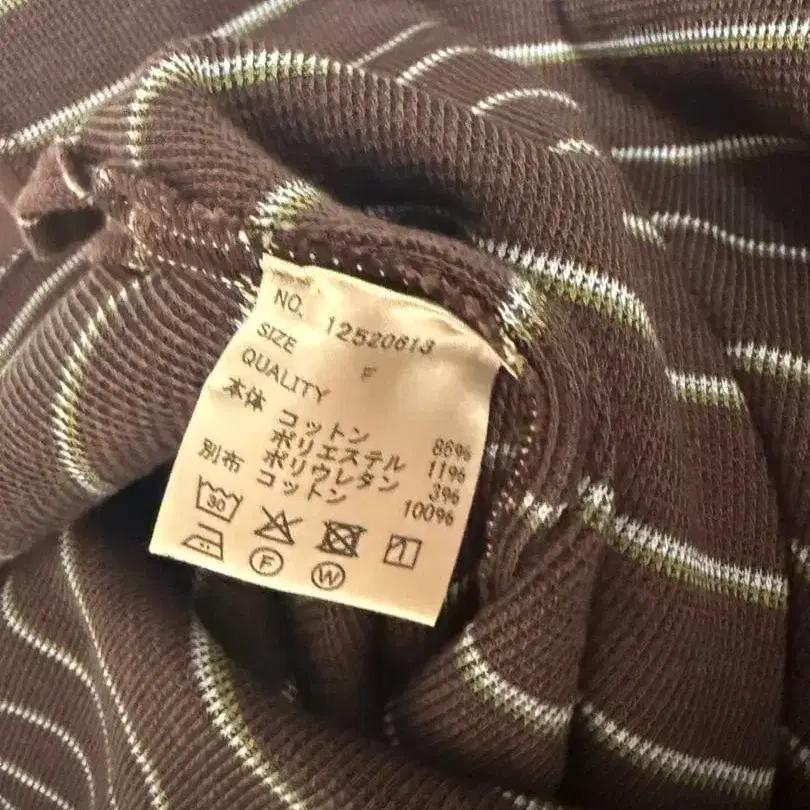 NO. 12520613
SIZE F
QUALITY
本体 コットン 86%
ポリエステル 11%
ポリウレタン 3%
別布 コットン 100%
30
F W